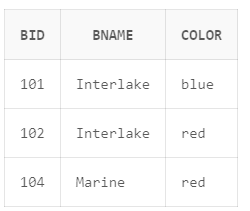 BID BNAME COLOR
101 Interlake blue
102 Interlake red
104 Marine red